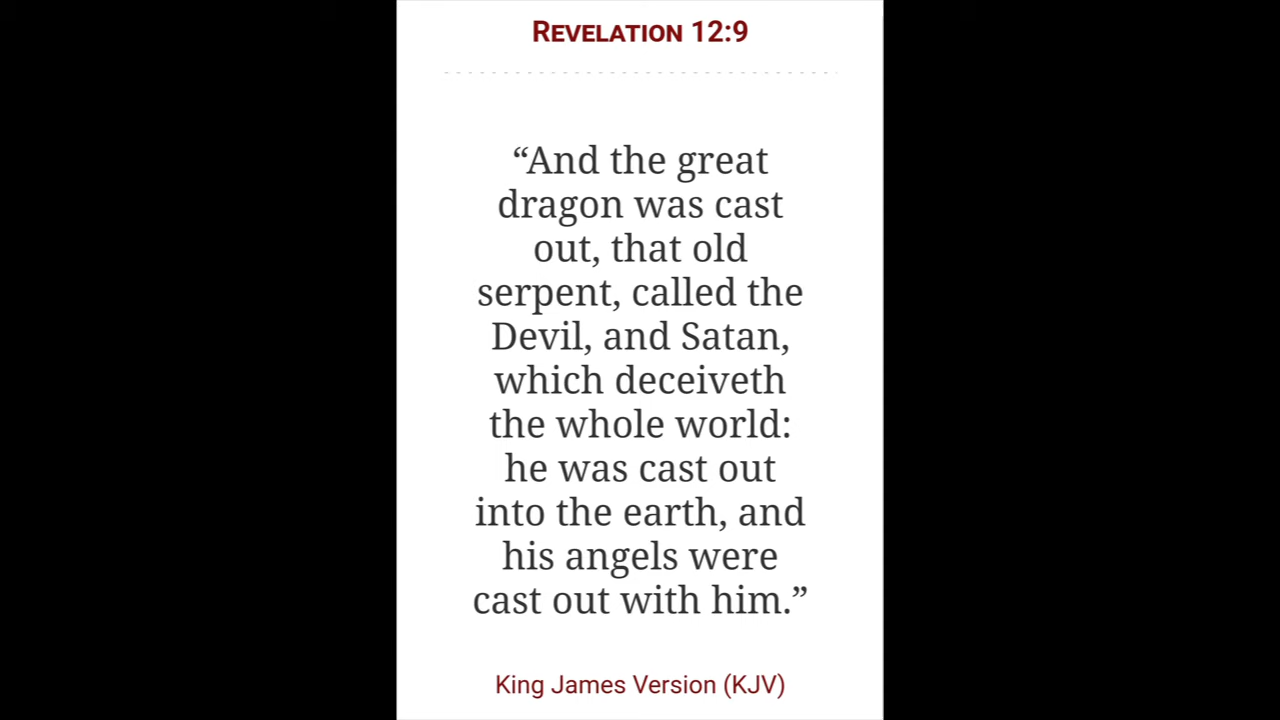 REVELATION 12:9
“And the great
dragon was cast
out, that old
serpent, called the
Devil, and Satan,
which deceiveth
the whole world:
he was cast out
into the earth, and
his angels were
cast out with him.”
King James Version (KJV)